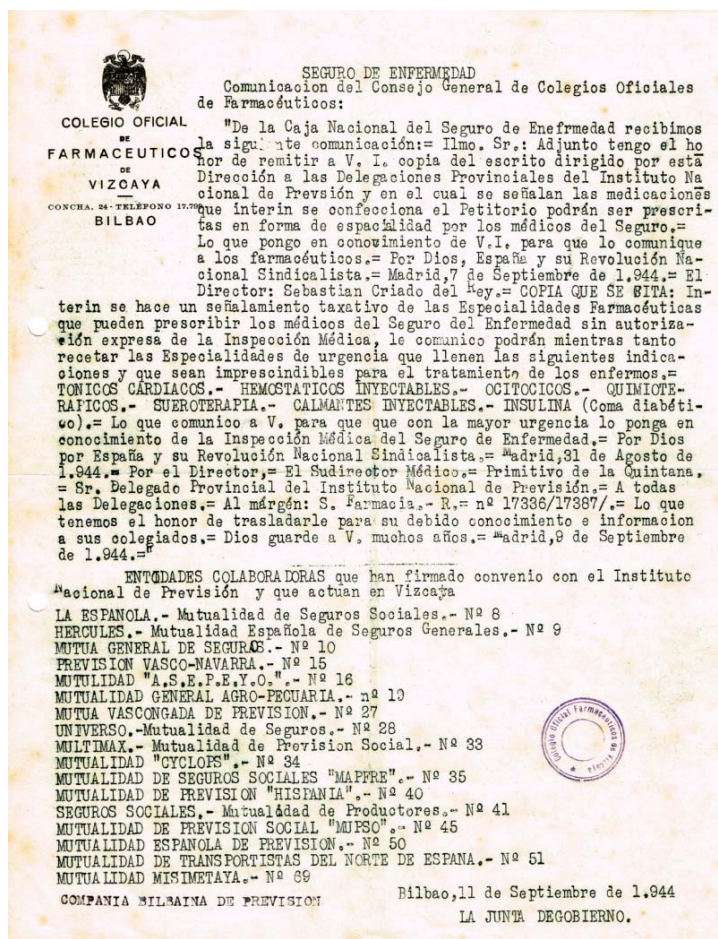 COLEGIO OFICIAL
DE
FARMACEUTICOS
DE
VIZCAYA
CONCHA, 24 - TELÉFONO 17.798
BILBAO
SEGURO DE ENFERMEDAD
Comunicacion del Consejo General de Colegios Oficiales
de Farmacéuticos:
"De la Caja Nacional del Seguro de Enefrmedad recibimos
la siguiente comunicación:= Ilmo. Sr.: Adjunto tengo el ho
nor de remitir a V. I. copia del escrito dirigido por esta
Dirección a las Delegaciones Provinciales del Instituto Na
cional de Prevsión y en el cual se señalan las medicaciones
que interin se confecciona el Petitorio podrán ser prescri-
tas en forma de espacialidad por los médicos del Seguro.=
Lo que pongo en conocimiento de V.I. para que lo comunique
a los farmacéuticos.= Por Dios, España y su Revolución Na-
cional Sindicalista.= Madrid,7 de Septiembre de 1.944.= El
Director: Sebastian Criado del Rey.= COPIA QUE SE CITA: In-
terin se hace un señalamiento taxativo de las Especialidades Farmacéuticas
que pueden prescribir los médicos del Seguro del Enfermedad sin autoriza-
ción expresa de la Inspección Médica, le comunico podrán mientras tanto
recetar las Especialidades de urgencia que llenen las siguientes indica-
ciones y que sean imprescindibles para el tratamiento de los enfermos.=
TONICOS CARDIACOS.- HEMOSTATICOS INYECTABLES.- OCITOCICOS.- QUIMIOTE-
RAPICOS.- SUEROTERAPIA.- CALMANTES INYECTABLES.- INSULINA (Coma diabéti-
co).= Lo que comunico a V. para que que con la mayor urgencia lo ponga en
conocimiento de la Inspección Médica del Seguro de Enfermedad.= Por Dios
por España y su Revolución Nacional Sindicalista.= Madrid,31 de Agosto de
1.944.= Por el Director,= El Sudirector Médico.= Primitivo de la Quintana.
= Sr. Delegado Provincial del Instituto Nacional de Previsión.= A todas
las Delegaciones.= Al márgén: S. Farmacia.- R.= nº 17336/17387/.= Lo que
tenemos el honor de trasladarle para su debido conocimiento e informacion
a sus colegiados.= Dios guarde a V. muchos años.= Madrid,9 de Septiembre
de 1.944.="
ENTIDADES COLABORADORAS que han firmado convenio con el Instituto
Nacional de Previsión y que actúan en Vizcaya
LA ESPAÑOLA.- Mutualidad de Seguros Sociales.- Nº 8
HERCULES.- Mutualidad Española de Seguros Generales.- Nº 9
MUTUA GENERAL DE SEGUROS.- Nº 10
PREVISION VASCO-NAVARRA.- Nº 15
MUTULIDAD "A.S.E.P.E.Y.O.".- Nº 16
MUTUALIDAD GENERAL AGRO-PECUARIA.- nº 19
MUTUA VASCONGADA DE PREVISION.- Nº 27
UNIVERSO.-Mutualidad de Seguros.- Nº 28
MULTIMAX.- Mutualidad de Prevision Social.- Nº 33
MUTUALIDAD "CYCLOPS".- Nº 34
MUTUALIDAD DE SEGUROS SOCIALES "MAPFRE".- Nº 35
MUTUALIDAD DE PREVISION "HISPANIA".- Nº 40
SEGUROS SOCIALES.- Mutualidad de Productores.- Nº 41
MUTUALIDAD DE PREVISION SOCIAL "MUPSO".- Nº 45
MUTUALIDAD ESPAÑOLA DE PREVISION.- Nº 50
MUTUALIDAD DE TRANSPORTISTAS DEL NORTE DE ESPAÑA.- Nº 51
MUTUALIDAD MISIMETAYA.- Nº 69
COMPAÑIA BILBAINA DE PREVISION
Colegio Oficial Farmaceuticos de Vizcaya
Bilbao,11 de Septiembre de 1.944
LA JUNTA DEGOBIERNO.